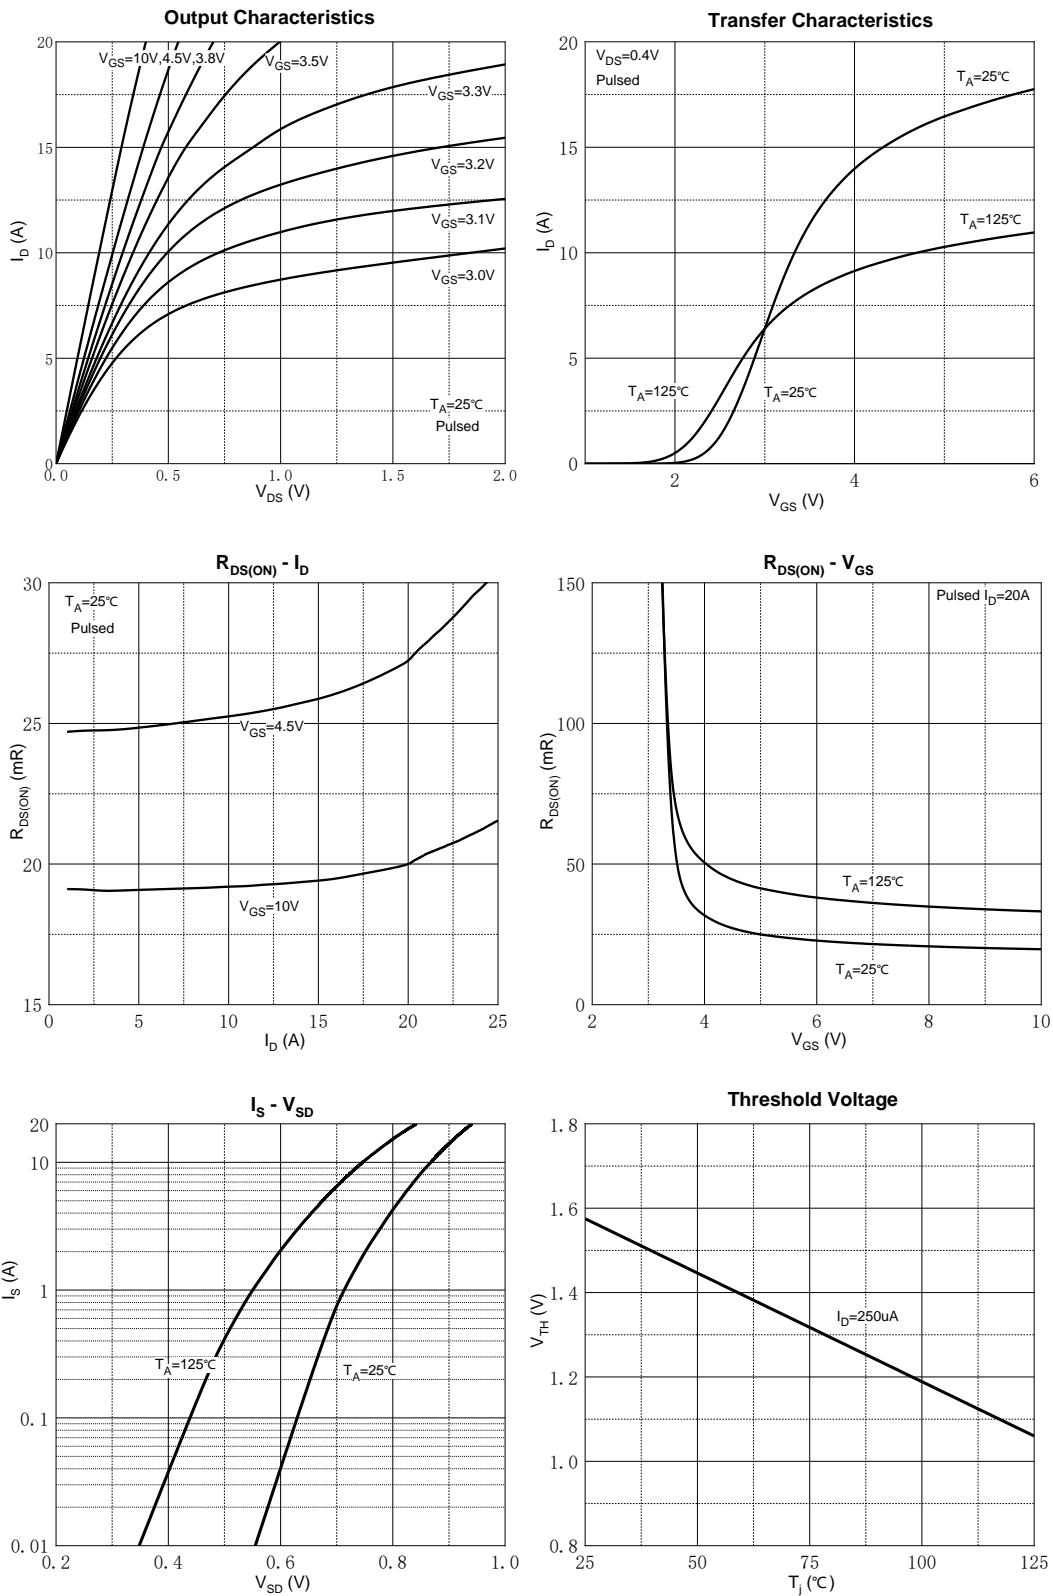 Output Characteristics
20
15
10
5
0
0.0 0.5 1.0 1.5 2.0
I_D (A)
V_DS (V)
V_GS=10V,4.5V,3.8V
V_GS=3.5V
V_GS=3.3V
V_GS=3.2V
V_GS=3.1V
V_GS=3.0V
T_A=25℃
Pulsed
Transfer Characteristics
20
15
10
5
0
2 4 6
I_D (A)
V_GS (V)
V_DS=0.4V
Pulsed
T_A=25℃
T_A=125℃
T_A=125℃
T_A=25℃
R_DS(ON) - I_D
30
25
20
15
0 5 10 15 20 25
R_DS(ON) (mR)
I_D (A)
T_A=25℃
Pulsed
V_GS=4.5V
V_GS=10V
R_DS(ON) - V_GS
150
100
50
0
2 4 6 8 10
R_DS(ON) (mR)
V_GS (V)
Pulsed I_D=20A
T_A=125℃
T_A=25℃
I_S - V_SD
20
10
1
0.1
0.01
0.2 0.4 0.6 0.8 1.0
I_S (A)
V_SD (V)
T_A=125℃
T_A=25℃
Threshold Voltage
1.8
1.6
1.4
1.2
1.0
0.8
25 50 75 100 125
V_TH (V)
T_j (℃)
I_D=250uA